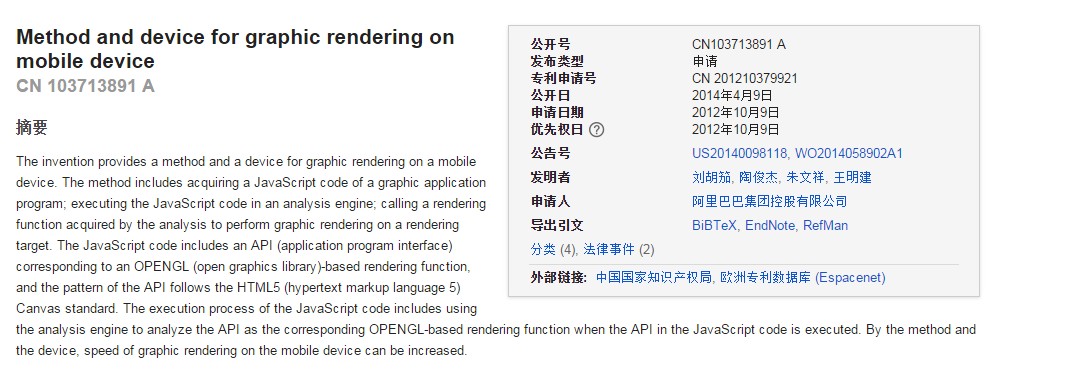 Method and device for graphic rendering on
mobile device
CN 103713891 A
摘要
The invention provides a method and a device for graphic rendering on a mobile
device. The method includes acquiring a JavaScript code of a graphic application
program; executing the JavaScript code in an analysis engine; calling a rendering
function acquired by the analysis to perform graphic rendering on a rendering
target. The JavaScript code includes an API (application program interface)
corresponding to an OPENGL (open graphics library)-based rendering function,
and the pattern of the API follows the HTML5 (hypertext markup language 5)
Canvas standard. The execution process of the JavaScript code includes using
the analysis engine to analyze the API as the corresponding OPENGL-based rendering function when the API in the JavaScript code is executed. By the method and
the device, speed of graphic rendering on the mobile device can be increased.
公开号 CN103713891 A
发布类型 申请
专利申请号 CN 201210379921
公开日 2014年4月9日
申请日期 2012年10月9日
优先权日 ? 2012年10月9日
公告号 US20140098118, WO2014058902A1
发明者 刘胡茄, 陶俊杰, 朱文祥, 王明建
申请人 阿里巴巴集团控股有限公司
导出引文 BiBTeX, EndNote, RefMan
分类 (4), 法律事件 (2)
外部链接: 中国国家知识产权局, 欧洲专利数据库 (Espacenet)